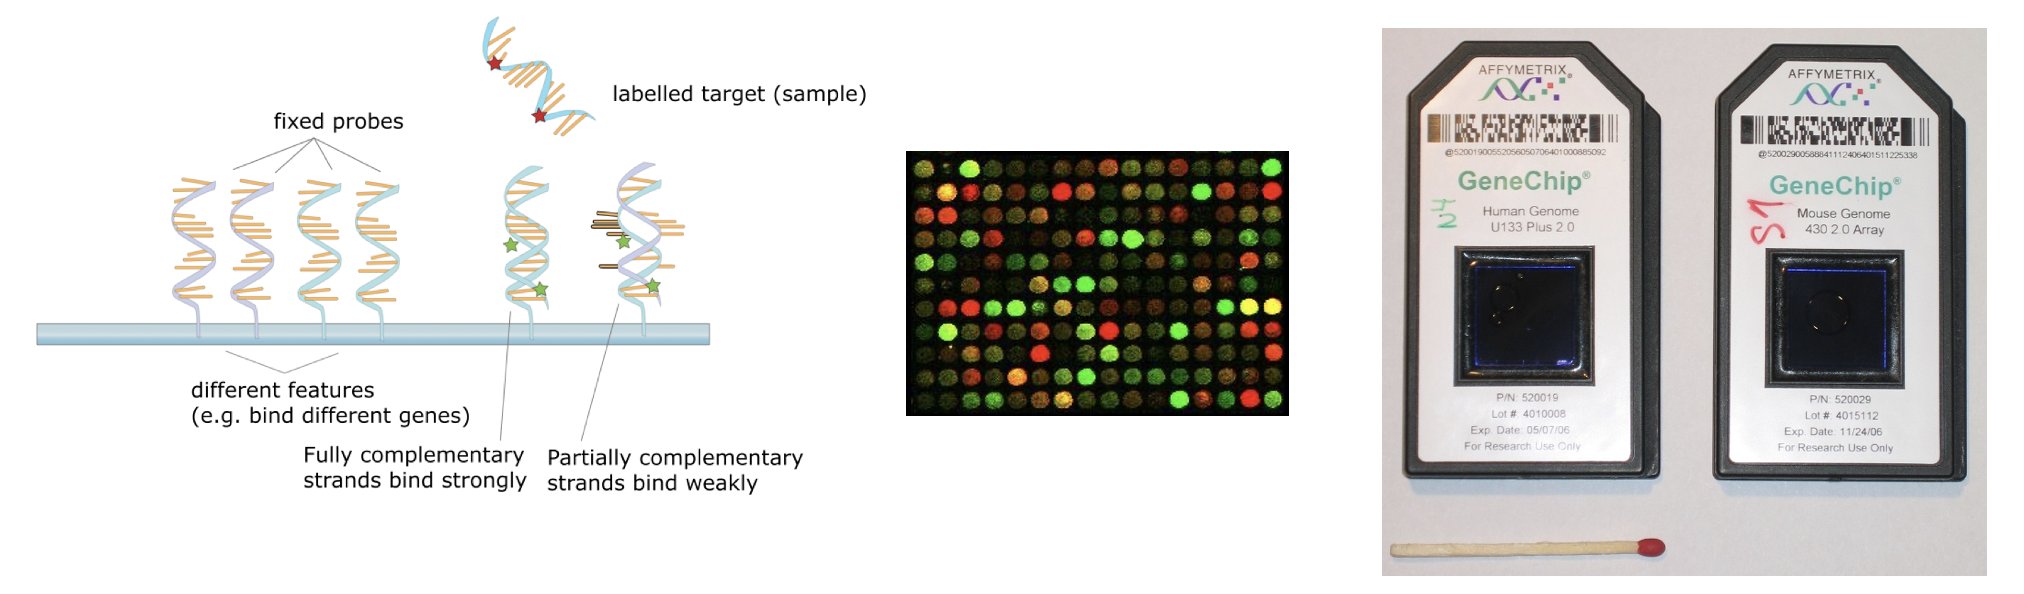 labelled target (sample)
fixed probes
different features
(e.g. bind different genes)
Fully complementary
strands bind strongly
Partially complementary
strands bind weakly
AFFYMETRIX®
@52001900552056050706401000885092
GeneChip®
Human Genome
U133 Plus 2.0
N4
P/N: 520019
Lot #: 4010008
Exp. Date: 05/07/06
For Research Use Only
AFFYMETRIX®
@52002900588841112406401511225338
GeneChip®
Mouse Genome
430 2.0 Array
S1
P/N: 520029
Lot #: 4015112
Exp. Date: 11/24/06
For Research Use Only